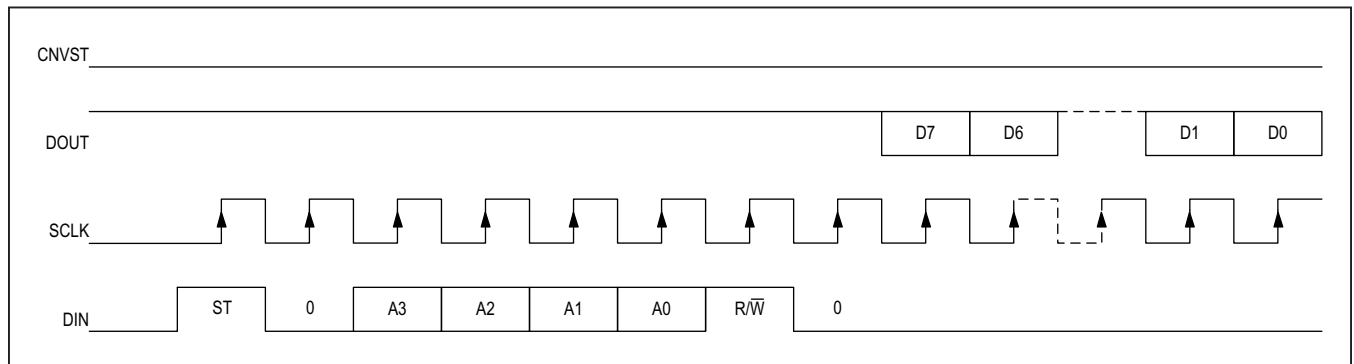 CNVST
DOUT D7 D6 D1 D0
SCLK
DIN ST 0 A3 A2 A1 A0 R/W̅ 0